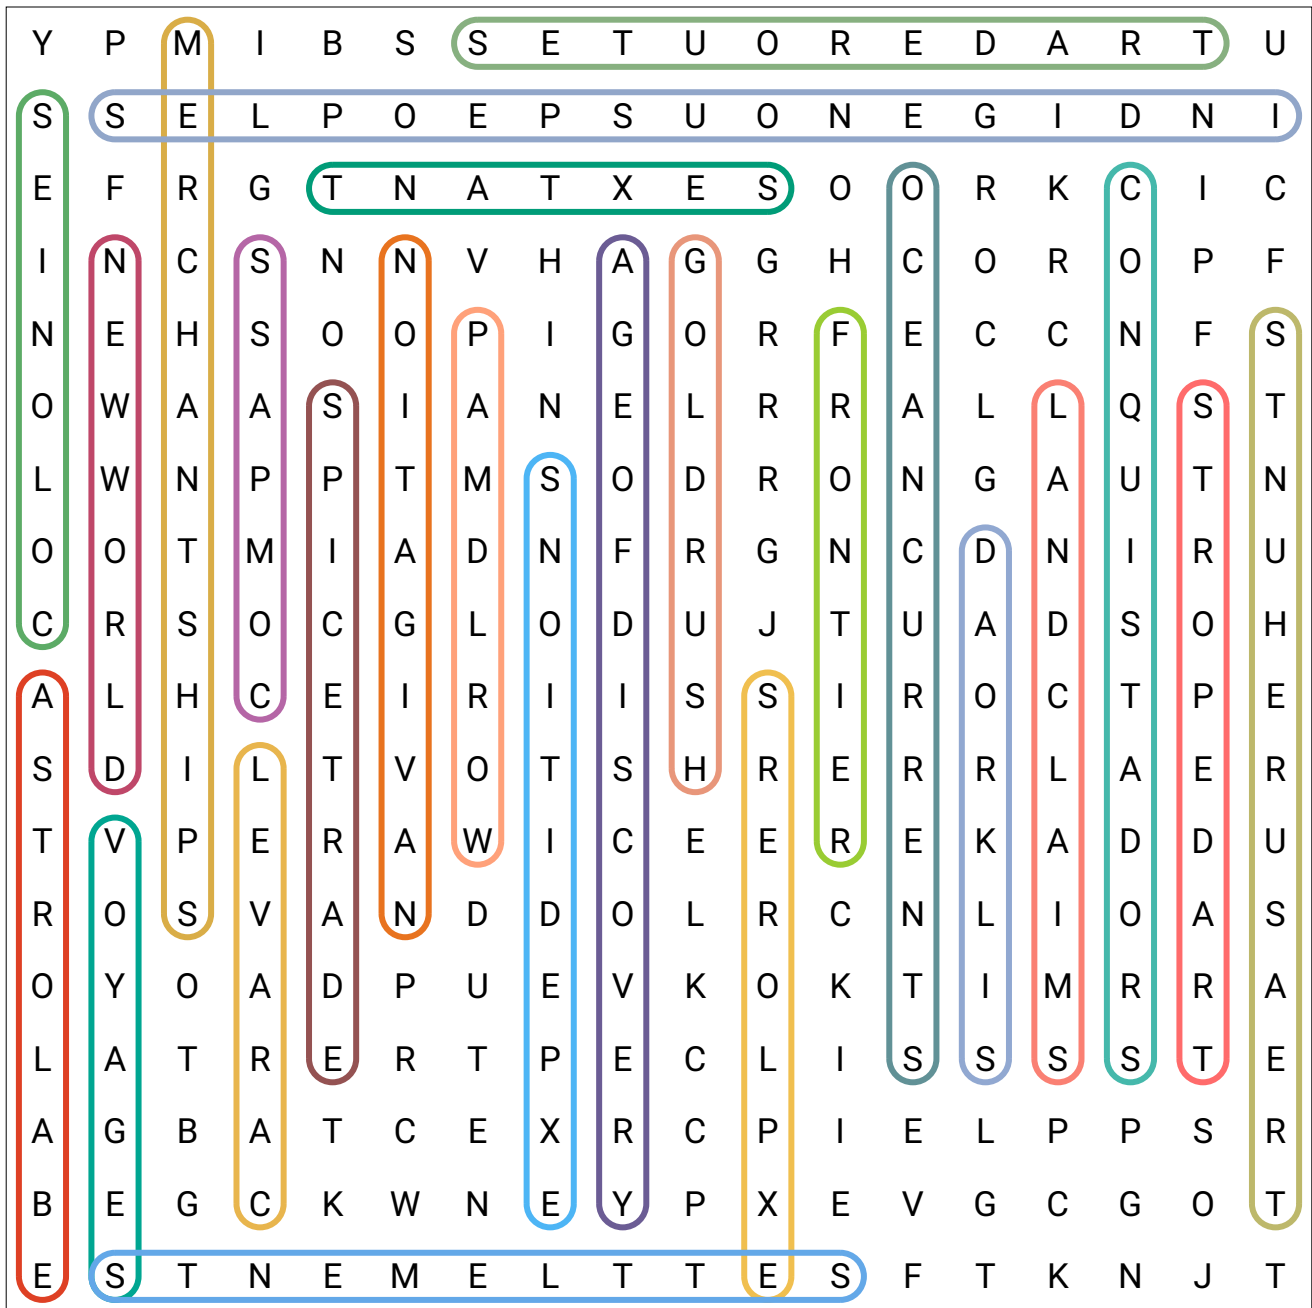 Y P M I B S S E T U O R E D A R T U
S S E L P O E P S U O N E G I D N I
E F R G T N A T X E S O O R K C I C
I N C S N N V H A G G H C O R O P F
N E H S O O P I G O R F E C C N F S
O W A A S I A N E L R R A L L Q S T
L W N P P T M S O D R O N G A U T N
O O T M I A D N F R G N C D N I R U
C R S O C G L O D U J T U A D S O H
A L H C E I R I I S S I R O C T P E
S D I L T V O T S H R E R R L A E R
T V P E R A W I C E E R E K A D D U
R O S V A N D D O L R C N L I O A S
O Y O A D P U E V K O K T I M R R A
L A T R E R T P E C L I S S S S T E
A G B A T C E X R C P I E L P P S R
B E G C K W N E Y P X E V G C G O T
E S T N E M E L T T E S F T K N J T